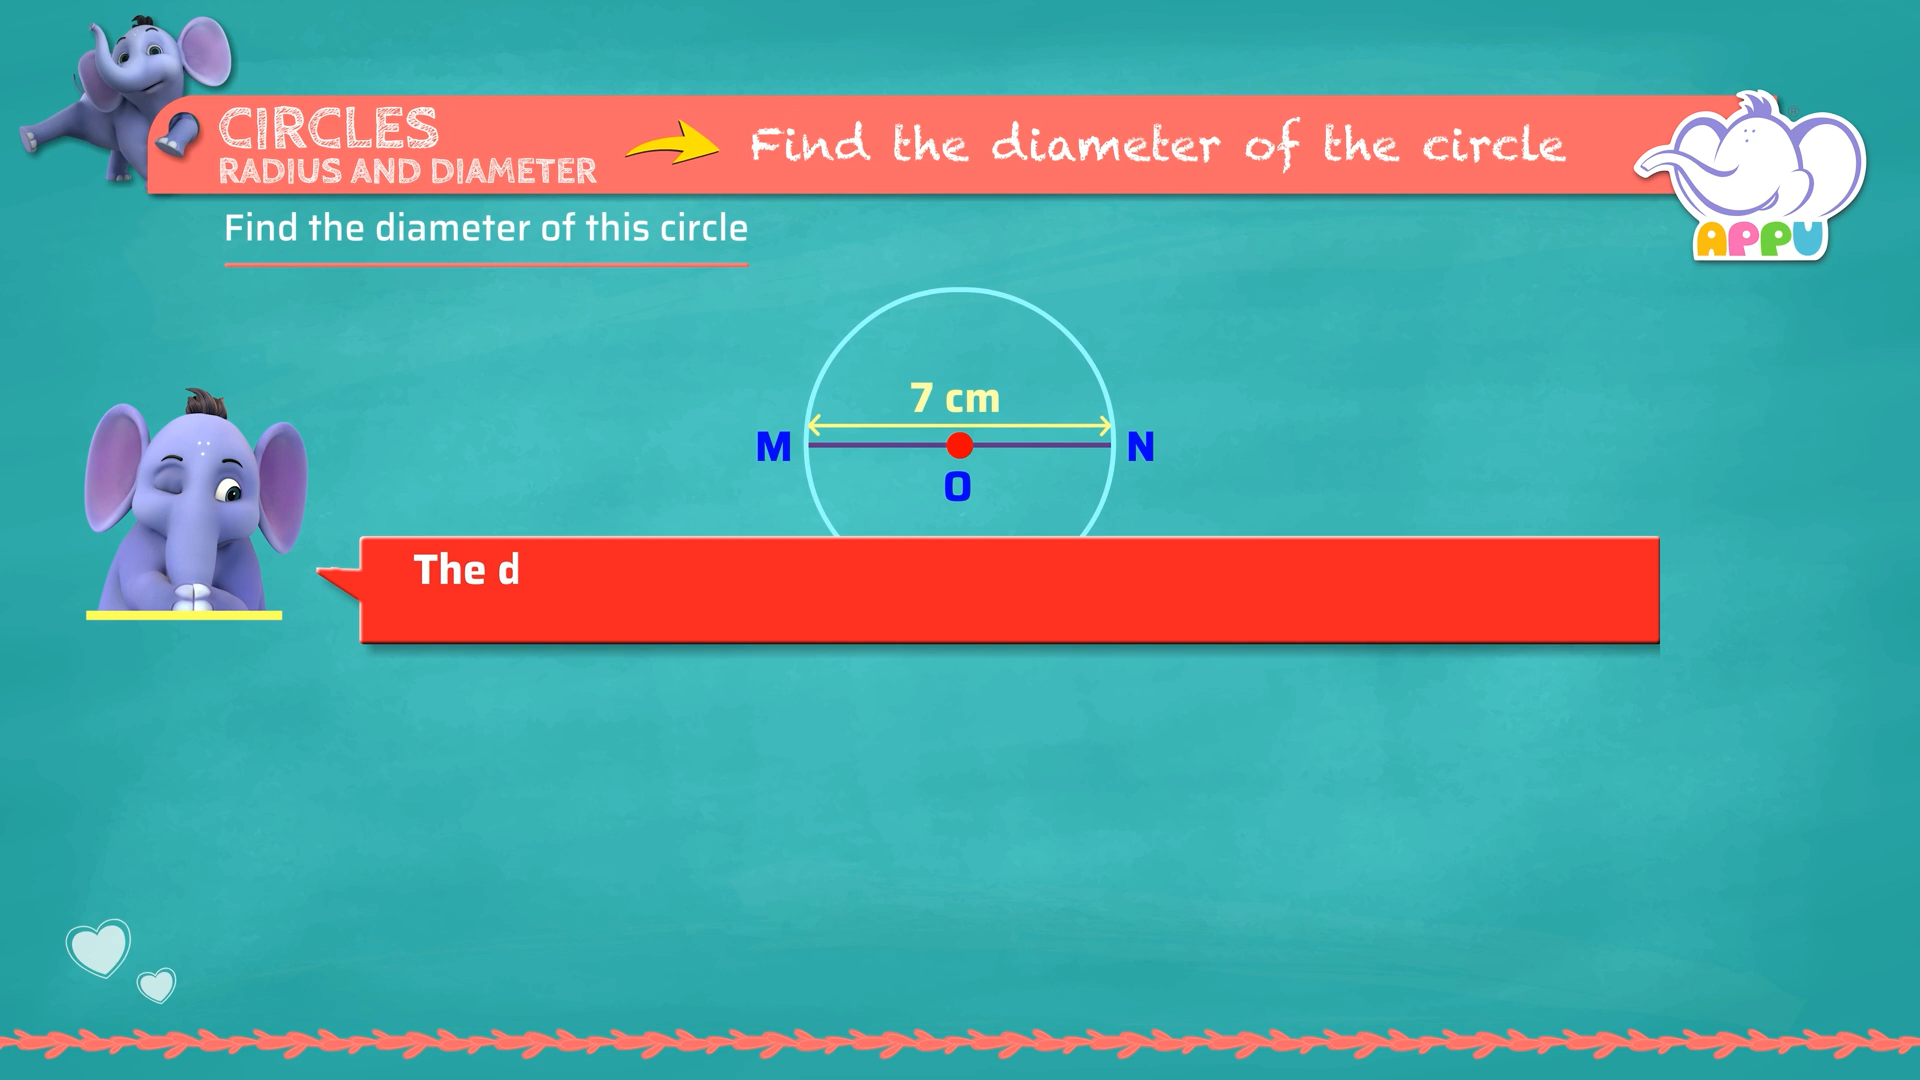 CIRCLES
RADIUS AND DIAMETER
Find the diameter of the circle
APPU
Find the diameter of this circle
7 cm
M
N
O
The d